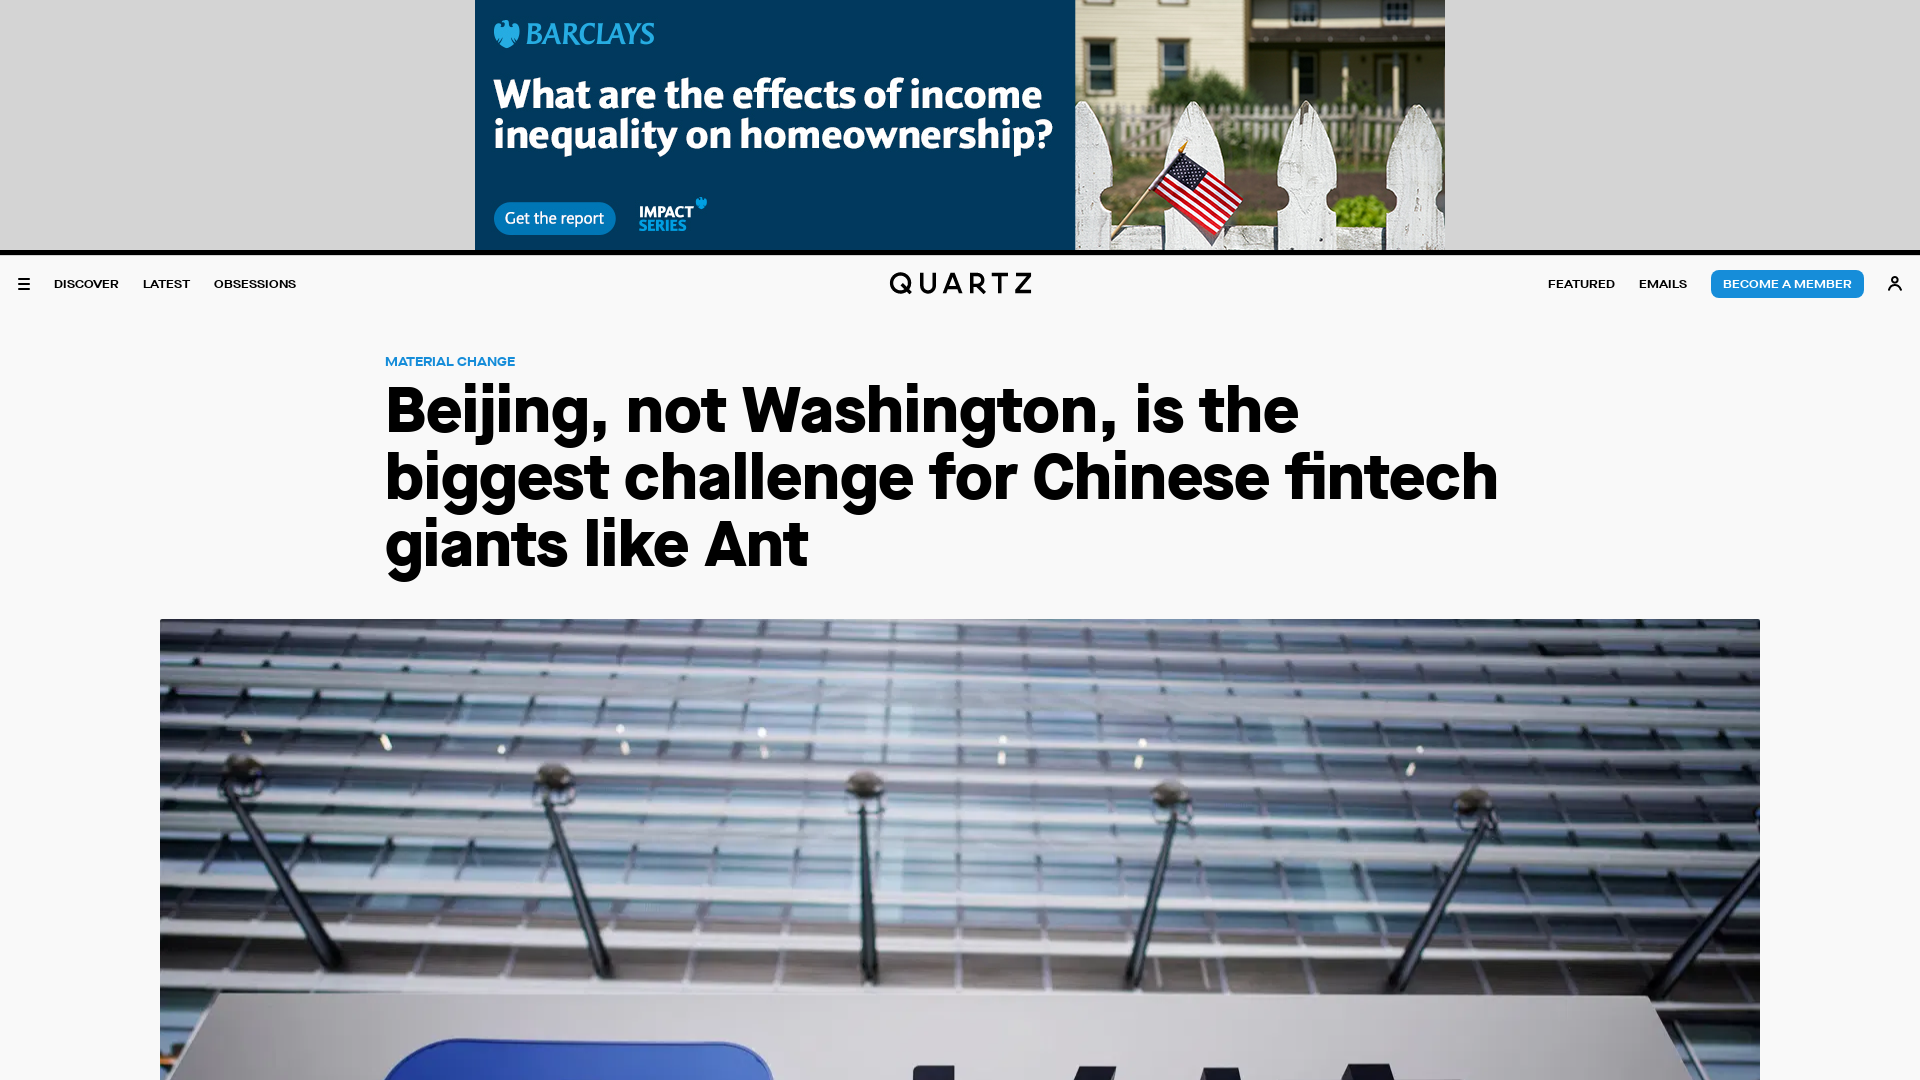 BARCLAYS
What are the effects of income
inequality on homeownership?
Get the report
IMPACT
SERIES
DISCOVER
LATEST
OBSESSIONS
QUARTZ
FEATURED
EMAILS
BECOME A MEMBER
MATERIAL CHANGE
Beijing, not Washington, is the
biggest challenge for Chinese fintech
giants like Ant